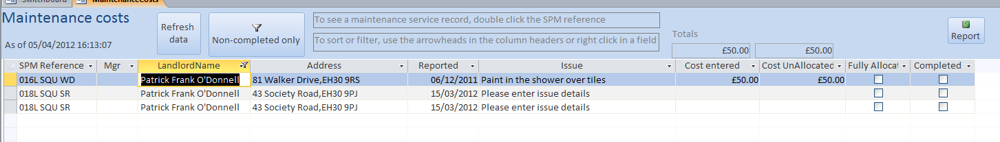 Switchboard MaintenanceCosts
Maintenance costs
As of 05/04/2012 16:13:07
Refresh
data
Non-completed only
To see a maintenance service record, double click the SPM reference
To sort or filter, use the arrowheads in the column headers or right click in a field
Totals
£50.00 £50.00
Report
SPM Reference Mgr LandlordName Address Reported Issue Cost entered Cost UnAllocated Fully Allocat Completed
016L SQU WD Patrick Frank O'Donnell 81 Walker Drive,EH30 9RS 06/12/2011 Paint in the shower over tiles £50.00 £50.00
018L SQU SR Patrick Frank O'Donnell 43 Society Road,EH30 9PJ 15/03/2012 Please enter issue details
018L SQU SR Patrick Frank O'Donnell 43 Society Road,EH30 9PJ 15/03/2012 Please enter issue details